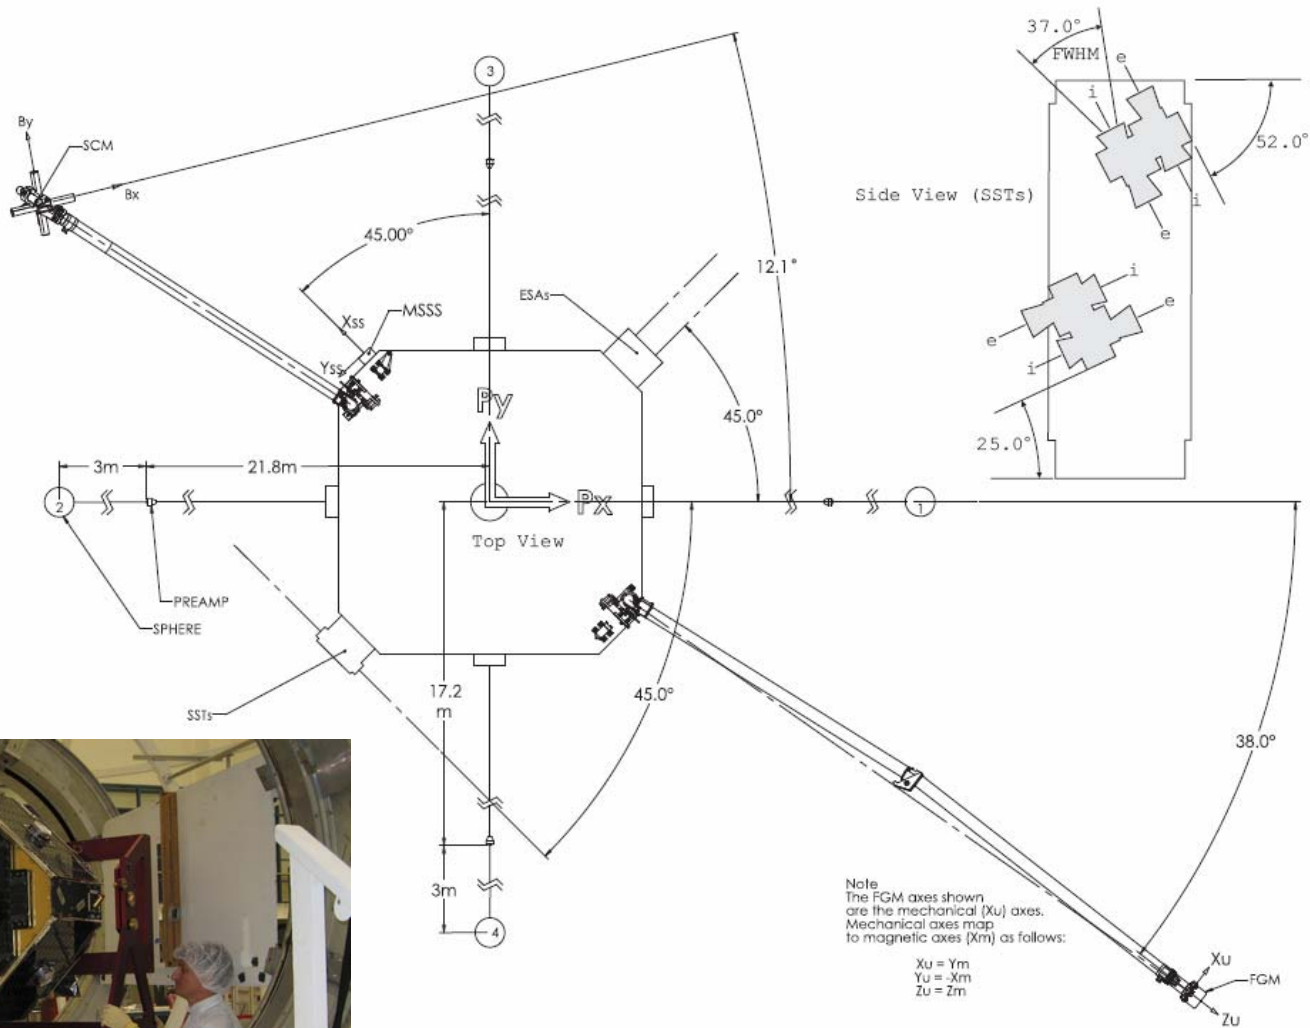 37.0°
FWHM
e
i
52.0°
i
e
Side View (SSTs)
i
e
e
i
25.0°
3
By
SCM
Bx
45.00°
12.1°
ESAs
Xss
MSSS
Yss
Py
45.0°
3m
21.8m
2
Px
1
Top View
PREAMP
SPHERE
17.2
m
45.0°
SSTs
38.0°
3m
4
Note
The FGM axes shown
are the mechanical (Xu) axes.
Mechanical axes map
to magnetic axes (Xm) as follows:
Xu = Ym
Yu = -Xm
Zu = Zm
Xu
FGM
Zu